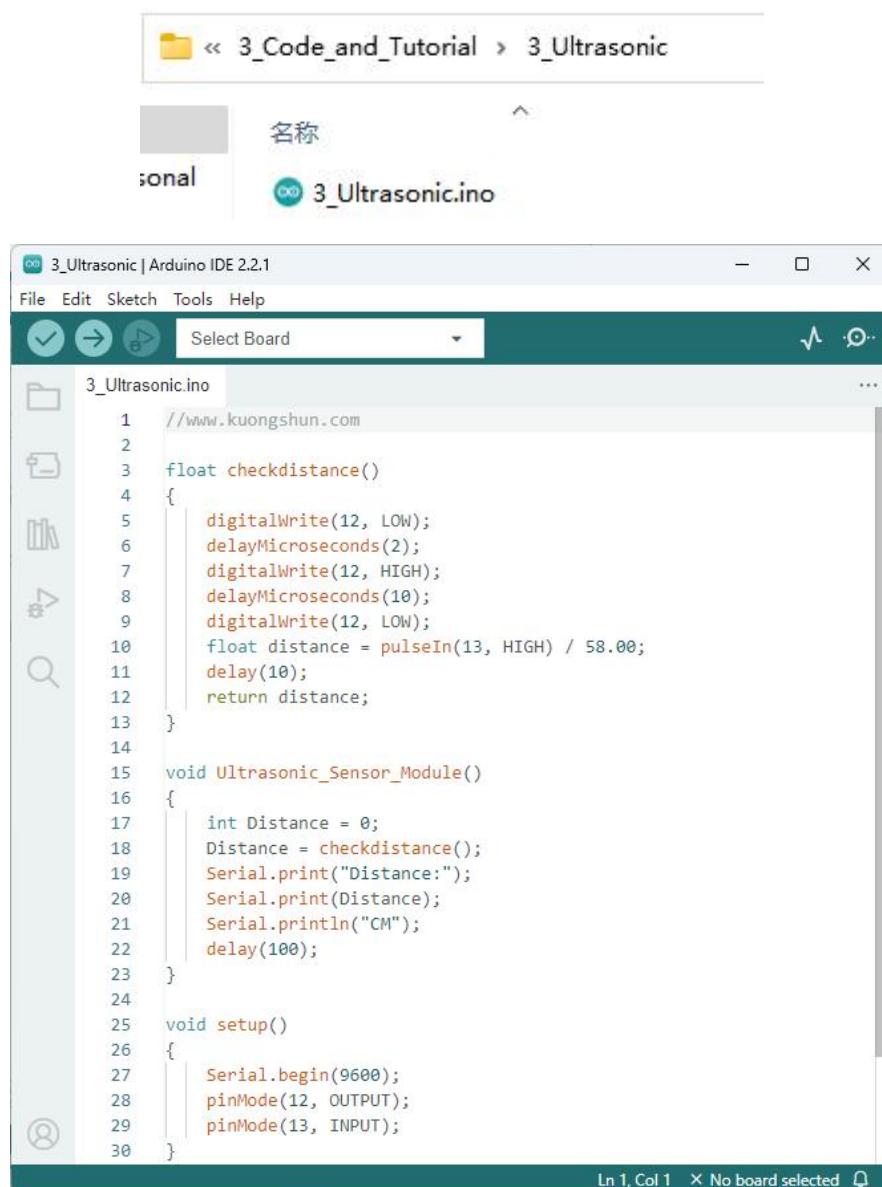 « 3_Code_and_Tutorial > 3_Ultrasonic
名称
sonal
3_Ultrasonic.ino
3_Ultrasonic | Arduino IDE 2.2.1
File Edit Sketch Tools Help
Select Board
3_Ultrasonic.ino
1 //www.kuongshun.com
2
3 float checkdistance()
4 {
5 digitalWrite(12, LOW);
6 delayMicroseconds(2);
7 digitalWrite(12, HIGH);
8 delayMicroseconds(10);
9 digitalWrite(12, LOW);
10 float distance = pulseIn(13, HIGH) / 58.00;
11 delay(10);
12 return distance;
13 }
14
15 void Ultrasonic_Sensor_Module()
16 {
17 int Distance = 0;
18 Distance = checkdistance();
19 Serial.print("Distance:");
20 Serial.print(Distance);
21 Serial.println("CM");
22 delay(100);
23 }
24
25 void setup()
26 {
27 Serial.begin(9600);
28 pinMode(12, OUTPUT);
29 pinMode(13, INPUT);
30 }
Ln 1, Col 1 × No board selected